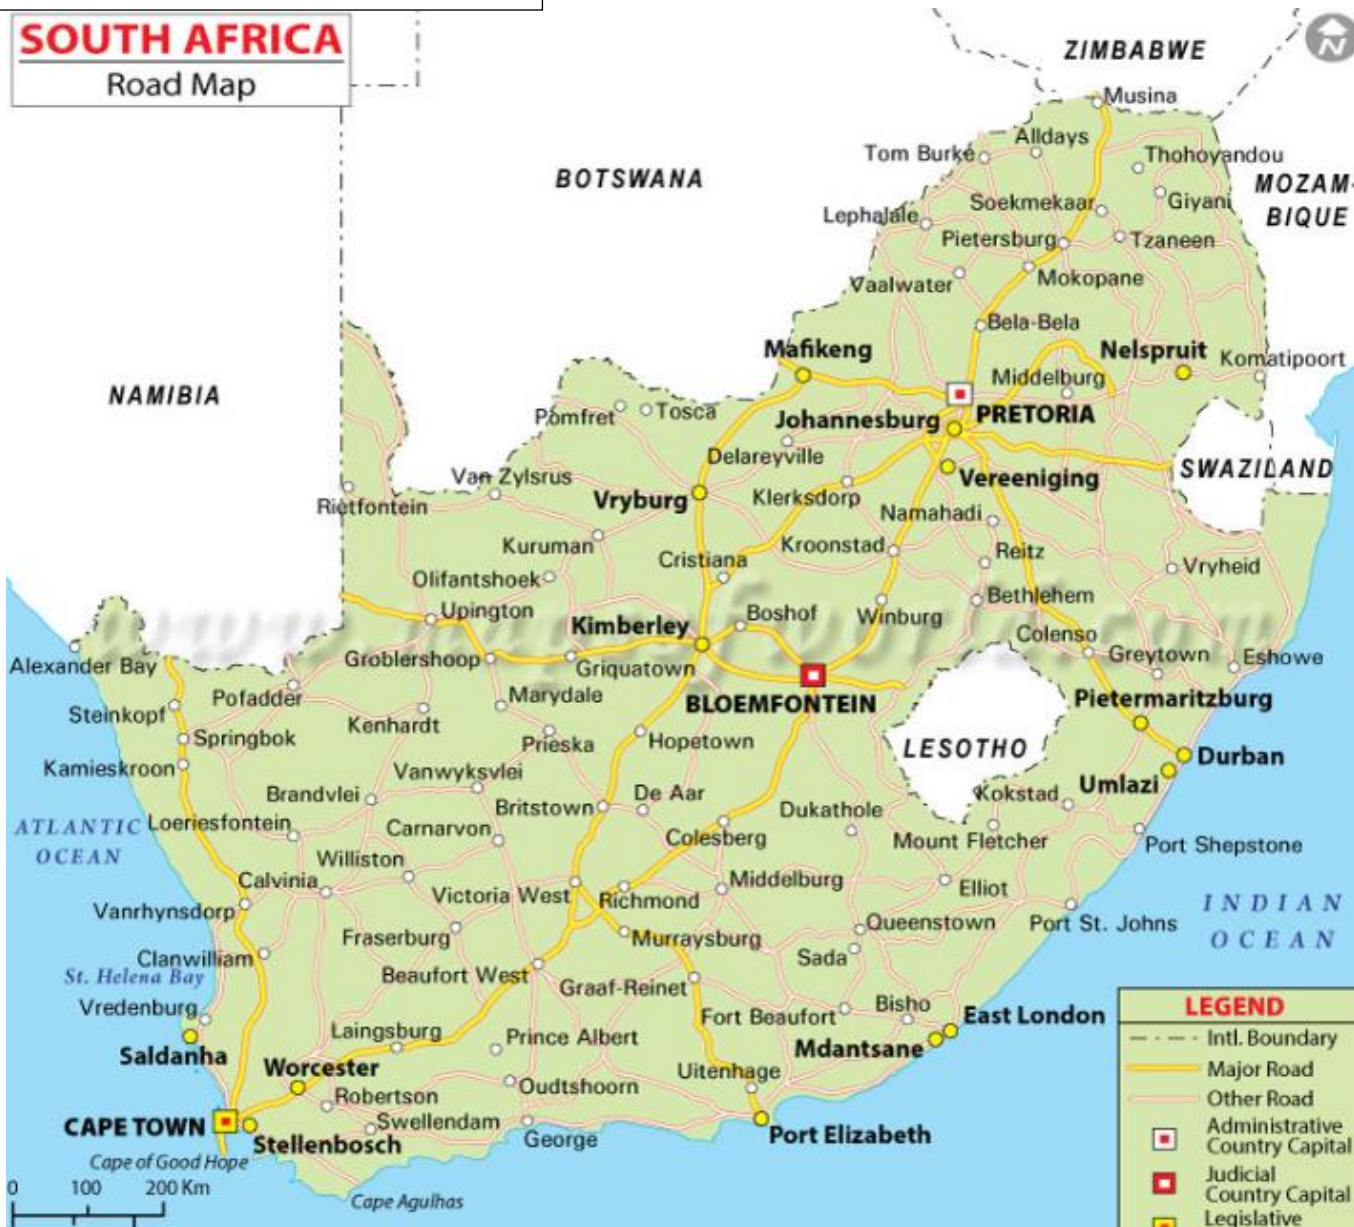 SOUTH AFRICA
Road Map
N
ZIMBABWE
Musina
Alldays
Tom Burke
Thohoyandou
BOTSWANA
MOZAM-
BIQUE
Soekmekaar
Giyani
Lephalale
Pietersburg
Tzaneen
Vaalwater
Mokopane
Bela-Bela
Mafikeng
Nelspruit
Komatipoort
NAMIBIA
Middelburg
Pomfret
Tosca
Johannesburg
PRETORIA
Delareyville
SWAZILAND
Van Zylsrus
Vereeniging
Rietfontein
Vryburg
Klerksdorp
Namahadi
Kuruman
Cristiana
Kroonstad
Reitz
Vryheid
Olifantshoek
Bethlehem
Upington
Boshof
Winburg
www.mapsofworld.com
Kimberley
Colenso
Alexander Bay
Groblershoop
Griquatown
Greytown
Eshowe
Pofadder
Marydale
BLOEMFONTEIN
Pietermaritzburg
Steinkopf
Kenhardt
Springbok
Prieska
Hopetown
LESOTHO
Durban
Kamieskroon
Vanwyksvlei
Umlazi
Brandvlei
Britstown
De Aar
Dukathole
Kokstad
ATLANTIC
OCEAN
Loeriesfontein
Carnarvon
Colesberg
Mount Fletcher
Port Shepstone
Williston
Calvinia
Victoria West
Richmond
Middelburg
Elliot
Vanrhynsdorp
INDIAN
OCEAN
Fraserburg
Murraysburg
Queenstown
Port St. Johns
Clanwilliam
Sada
St. Helena Bay
Beaufort West
Graaf-Reinet
Vredenburg
Fort Beaufort
Bisho
East London
Laingsburg
Prince Albert
Mdantsane
Saldanha
Worcester
Oudtshoorn
Uitenhage
Robertson
CAPE TOWN
Swellendam
Stellenbosch
George
Port Elizabeth
Cape of Good Hope
Cape Agulhas
0 100 200 Km
LEGEND
Intl. Boundary
Major Road
Other Road
Administrative
Country Capital
Judicial
Country Capital
Legislative